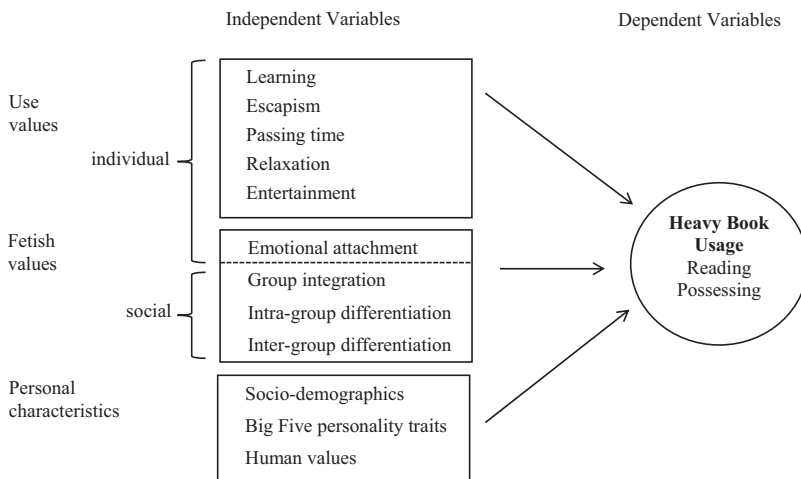 Independent Variables
Dependent Variables
Use
values
individual
Learning
Escapism
Passing time
Relaxation
Entertainment
Fetish
values
social
Emotional attachment
Group integration
Intra-group differentiation
Inter-group differentiation
Personal
characteristics
Socio-demographics
Big Five personality traits
Human values
Heavy Book
Usage
Reading
Possessing